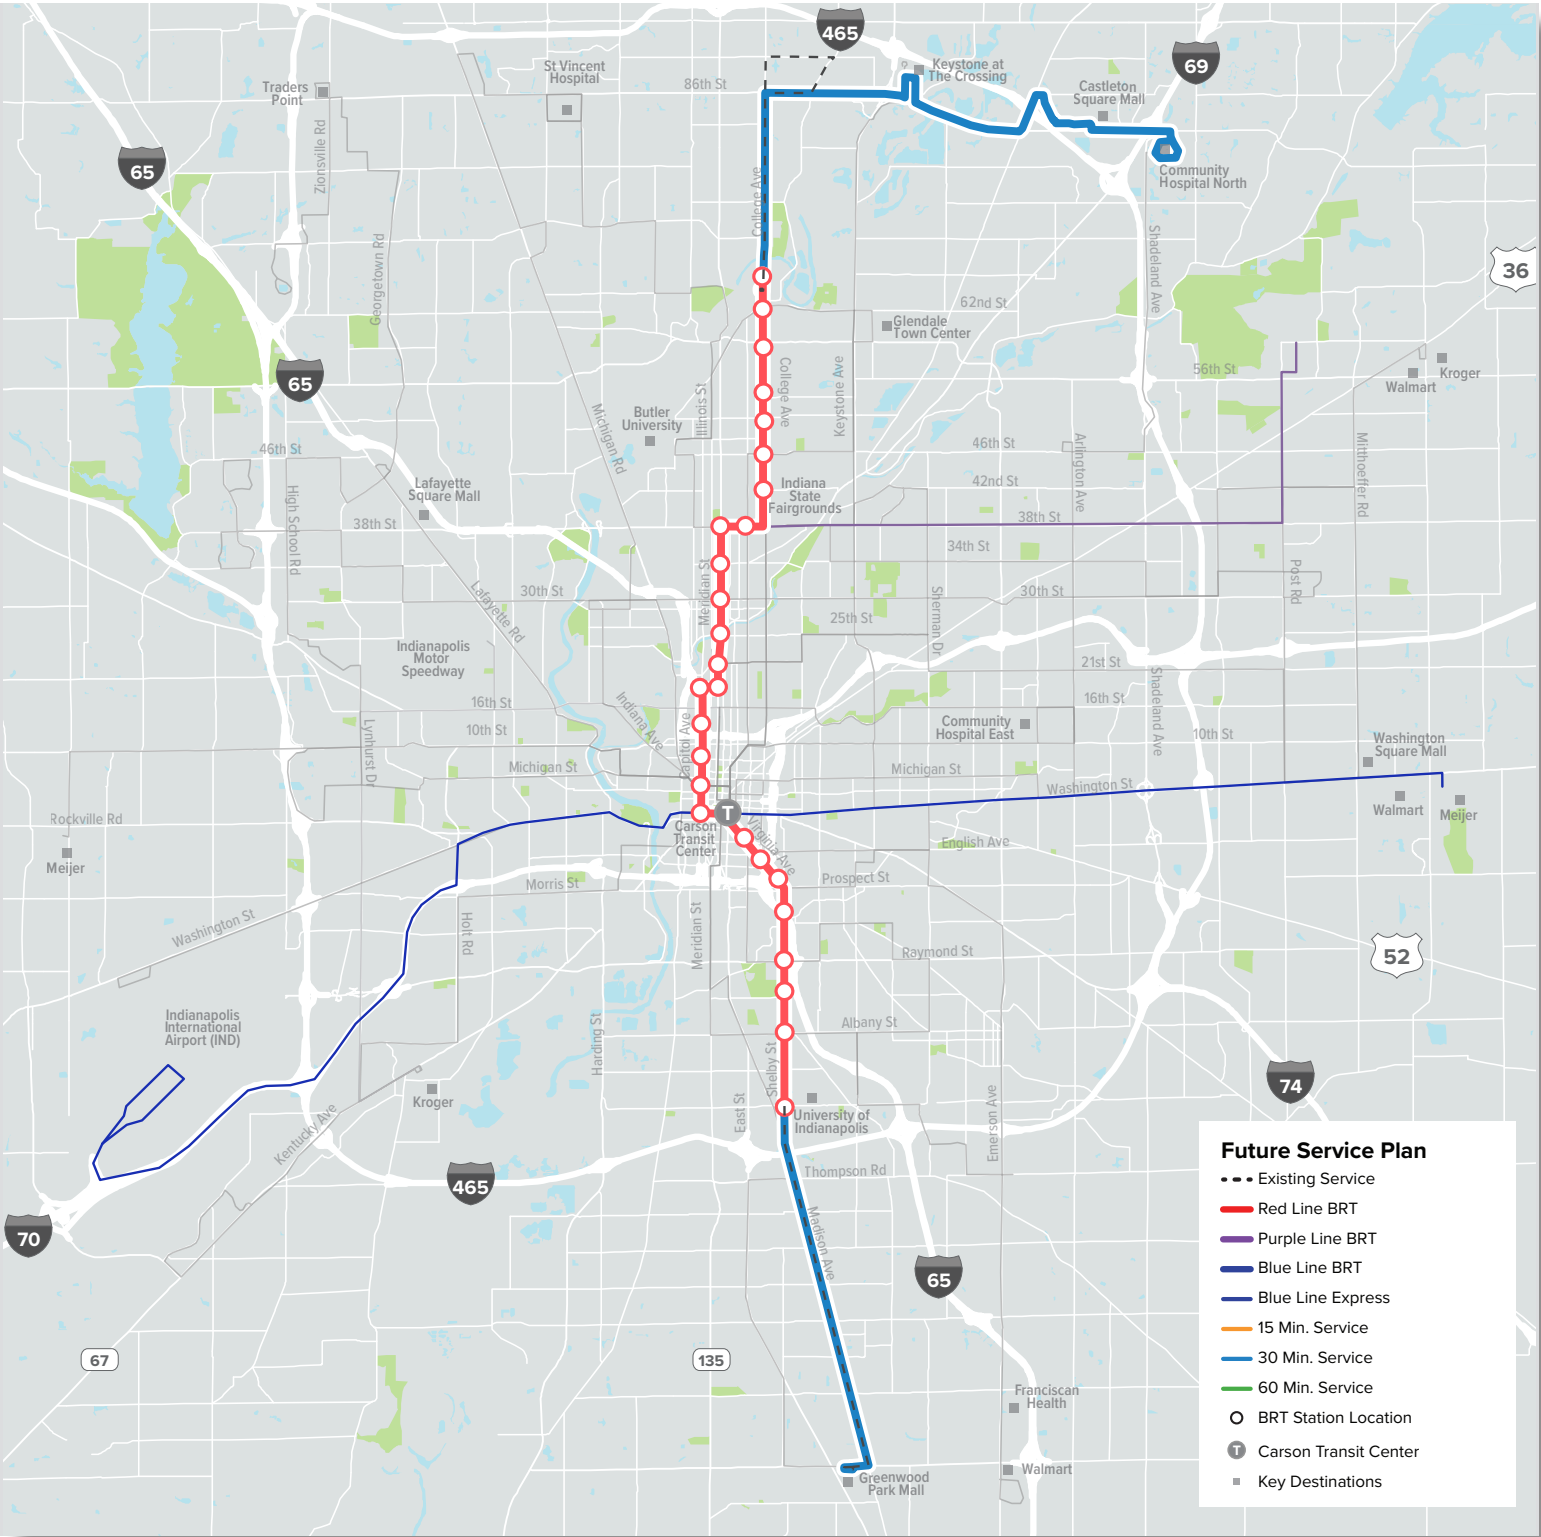 465
69
Keystone at
The Crossing
St Vincent
Hospital
86th St
Castleton
Square Mall
Traders
Point
65
Zionsville Rd
Community
Hospital North
College Ave
Shadeland Ave
Georgetown Rd
36
62nd St
Glendale
Town Center
65
56th St
Kroger
Walmart
College Ave
Keystone Ave
Illinois St
Michigan Rd
Butler
University
46th St
46th St
Arlington Ave
Mitthoeffer Rd
42nd St
Lafayette
Square Mall
Indiana
State
Fairgrounds
High School Rd
38th St
38th St
34th St
Meridian St
30th St
30th St
Post Rd
Lafayette Rd
Sherman Dr
25th St
Indianapolis
Motor
Speedway
21st St
16th St
16th St
Shadeland Ave
Indiana Ave
Capitol Ave
10th St
Community
Hospital East
10th St
Washington
Square Mall
Lynhurst Dr
Michigan St
Michigan St
Washington St
Walmart
Meijer
Rockville Rd
T
Carson
Transit
Center
Virginia Ave
English Ave
Meijer
Morris St
Prospect St
Washington St
Holt Rd
Meridian St
Raymond St
52
Indianapolis
International
Airport (IND)
Harding St
Albany St
Shelby St
74
Kroger
East St
University of
Indianapolis
Emerson Ave
Kentucky Ave
Thompson Rd
465
70
Madison Ave
65
67
135
Franciscan
Health
Walmart
Greenwood
Park Mall
Future Service Plan
Existing Service
Red Line BRT
Purple Line BRT
Blue Line BRT
Blue Line Express
15 Min. Service
30 Min. Service
60 Min. Service
BRT Station Location
T Carson Transit Center
Key Destinations